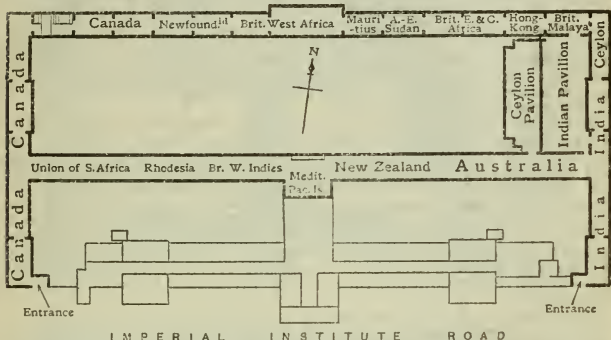 Canada
Newfoundld
Brit. West Africa
Mauri
tius
A.-E.
Sudan
Brit. E. & C.
Africa
Hong-
Kong
Brit.
Malaya
Ceylon
Canada
N
Ceylon
Pavilion
Indian Pavilion
India
Union of S. Africa
Rhodesia
Br. W. Indies
Medit.
Pac. Is.
New Zealand
Australia
Canada
India
Entrance
Entrance
IMPERIAL INSTITUTE ROAD